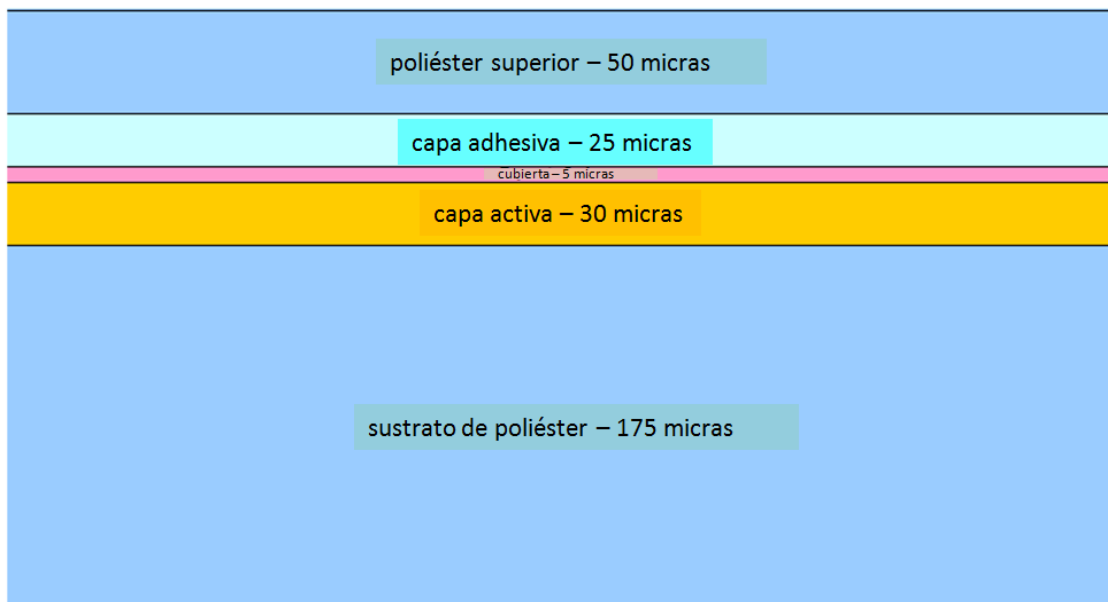 poliéster superior – 50 micras
capa adhesiva – 25 micras
cubierta – 5 micras
capa activa – 30 micras
sustrato de poliéster – 175 micras